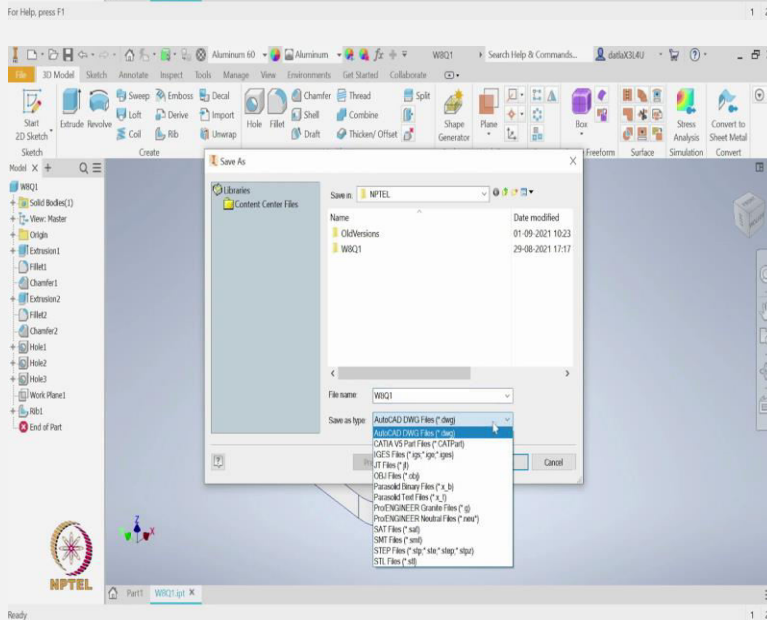 For Help, press F1
1
Aluminum 60
Aluminum
W8Q1
Search Help & Commands...
datlaX3L4U
File 3D Model Sketch Annotate Inspect Tools Manage View Environments Get Started Collaborate
Start
2D Sketch
Extrude Revolve
Sweep Emboss Decal
Loft Derive Import
Coil Rib Unwrap
Hole Fillet
Chamfer Thread Split
Shell Combine
Draft Thicken/ Offset
Shape
Generator
Plane
Box
Stress
Analysis
Convert to
Sheet Metal
Sketch Create Freeform Surface Simulation Convert
Model X +
W8Q1
Solid Bodies(1)
View: Master
Origin
Extrusion1
Fillet1
Chamfer1
Extrusion2
Fillet2
Chamfer2
Hole1
Hole2
Hole3
Work Plane1
Rib1
End of Part
Save As
Libraries
Content Center Files
Save in: NPTEL
Name Date modified
OldVersions 01-09-2021 10:23
W8Q1 29-08-2021 17:17
File name: W8Q1
Save as type: AutoCAD DWG Files (*.dwg)
AutoCAD DWG Files (*.dwg)
CATIA V5 Part Files (*.CATPart)
IGES Files (*.igs;*.ige;*.iges)
JT Files (*.jt)
OBJ Files (*.obj)
Parasolid Binary Files (*.x_b)
Parasolid Text Files (*.x_t)
Pro/ENGINEER Granite Files (*.g)
Pro/ENGINEER Neutral Files (*.neu*)
SAT Files (*.sat)
SMT Files (*.smt)
STEP Files (*.stp;*.ste;*.step;*.stpz)
STL Files (*.stl)
Cancel
Z
X
NPTEL
Part1 W8Q1.ipt X
Ready
1